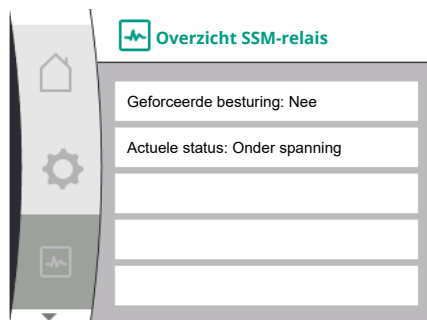 Overzicht SSM-relais
Geforceerde besturing: Nee
Actuele status: Onder spanning